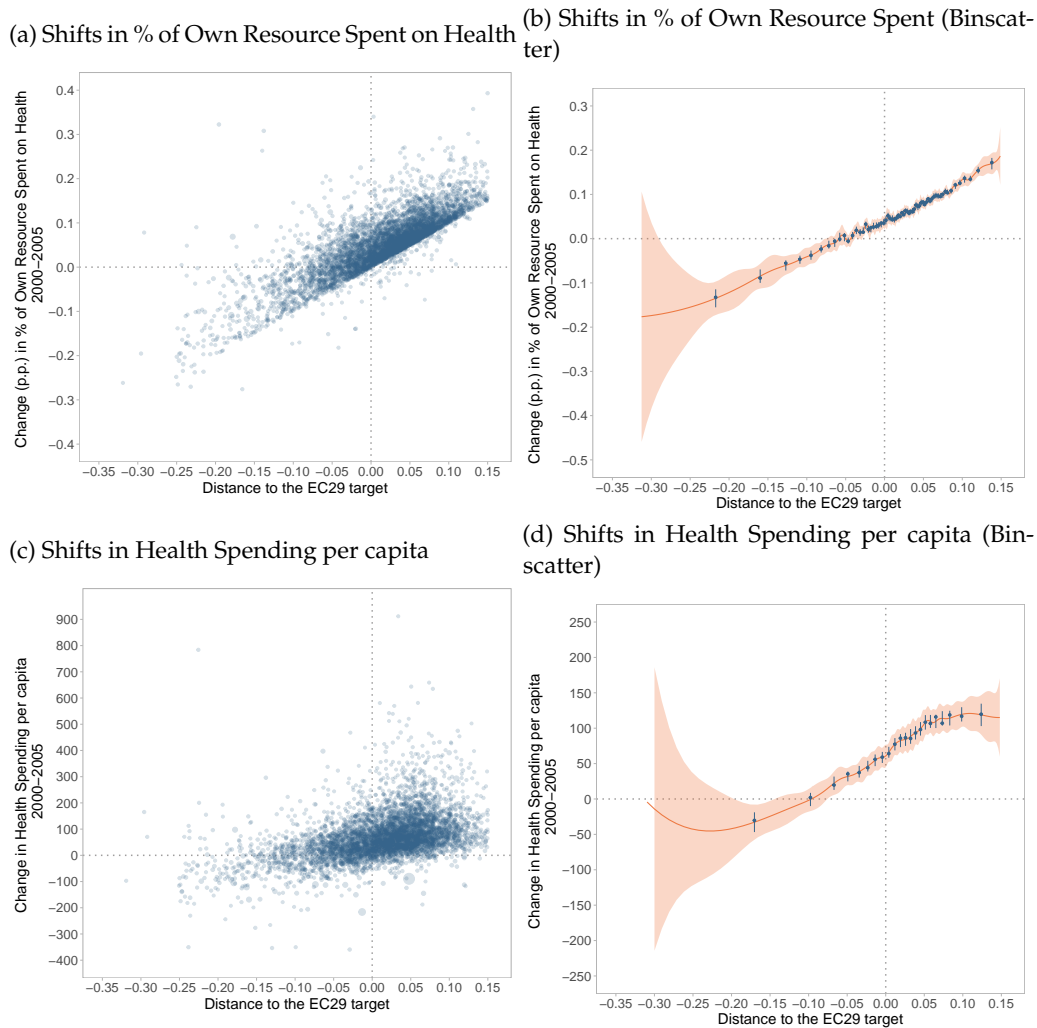 (a) Shifts in % of Own Resource Spent on Health
Change (p.p.) in % of Own Resource Spent on Health
2000−2005
0.4
0.3
0.2
0.1
0.0
−0.1
−0.2
−0.3
−0.4
−0.35 −0.30 −0.25 −0.20 −0.15 −0.10 −0.05 0.00 0.05 0.10 0.15
Distance to the EC29 target
(b) Shifts in % of Own Resource Spent (Binscat-
ter)
Change (p.p.) in % of Own Resource Spent on Health
2000−2005
0.3
0.2
0.1
0.0
−0.1
−0.2
−0.3
−0.4
−0.5
−0.35 −0.30 −0.25 −0.20 −0.15 −0.10 −0.05 0.00 0.05 0.10 0.15
Distance to the EC29 target
(c) Shifts in Health Spending per capita
Change in Health Spending per capita
2000−2005
900
800
700
600
500
400
300
200
100
0
−100
−200
−300
−400
−0.35 −0.30 −0.25 −0.20 −0.15 −0.10 −0.05 0.00 0.05 0.10 0.15
Distance to the EC29 target
(d) Shifts in Health Spending per capita (Bin-
scatter)
Change in Health Spending per capita
2000−2005
250
200
150
100
50
0
−50
−100
−150
−200
−250
−0.35 −0.30 −0.25 −0.20 −0.15 −0.10 −0.05 0.00 0.05 0.10 0.15
Distance to the EC29 target